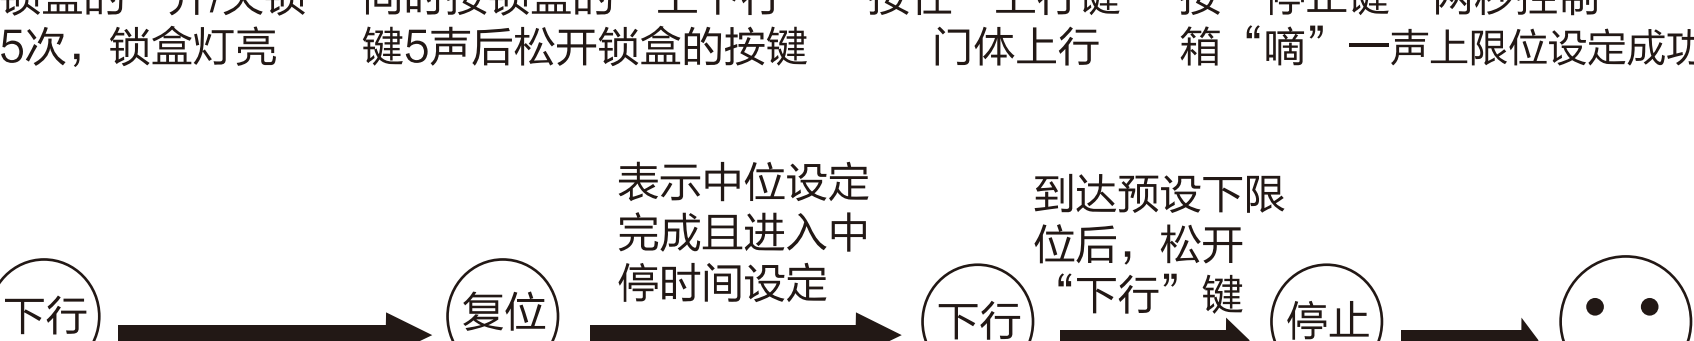 5次，锁盒灯亮
键5声后松开锁盒的按键
门体上行
箱“嘀”一声上限位设定成功
表示中位设定
完成且进入中
停时间设定
到达预设下限
位后，松开
“下行”键
下行
复位
下行
停止